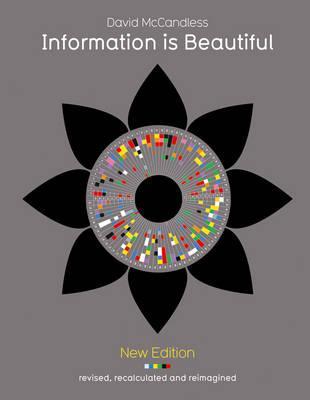 David McCandless
Information is Beautiful
New Edition
revised, recalculated and reimagined